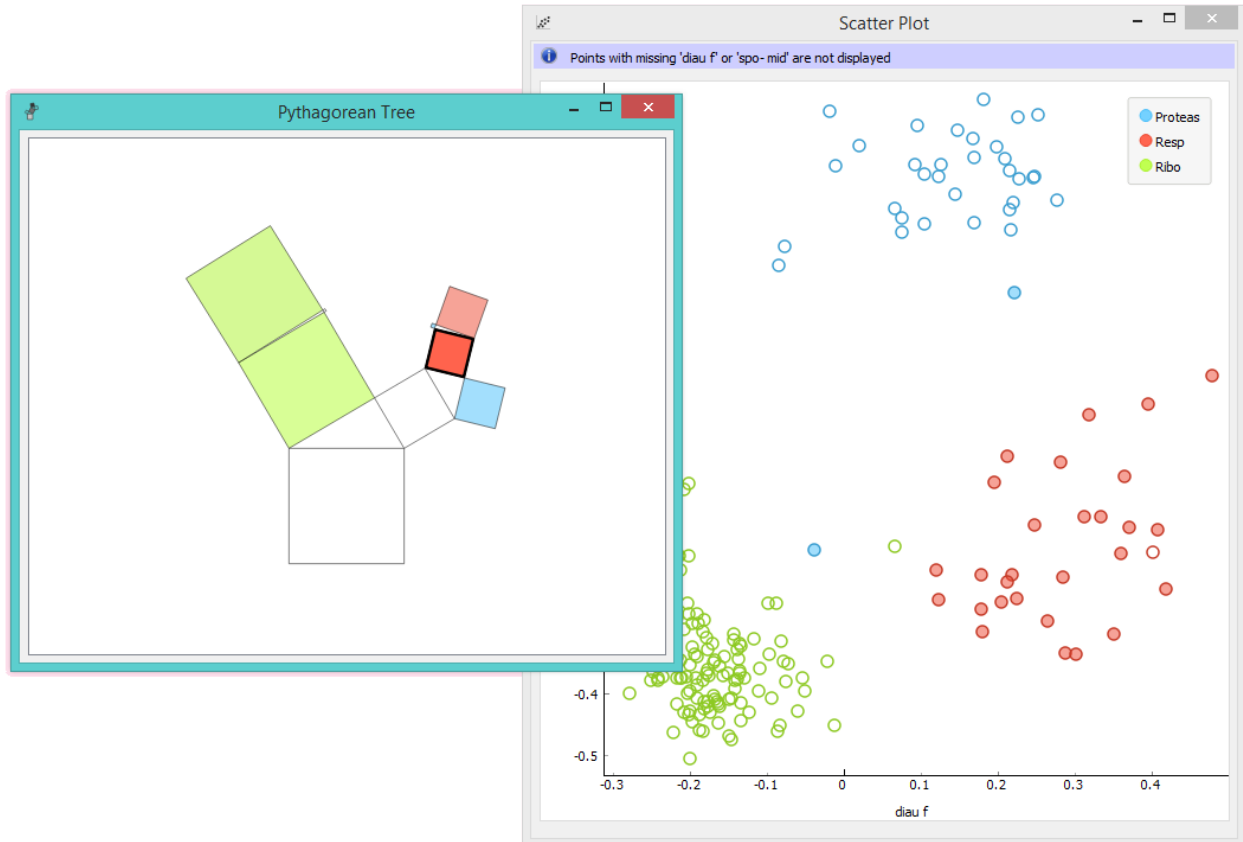 Scatter Plot
Points with missing 'diau f' or 'spo- mid' are not displayed
Pythagorean Tree
Proteas
Resp
Ribo
-0.4
-0.5
-0.3 -0.2 -0.1 0 0.1 0.2 0.3 0.4
diau f